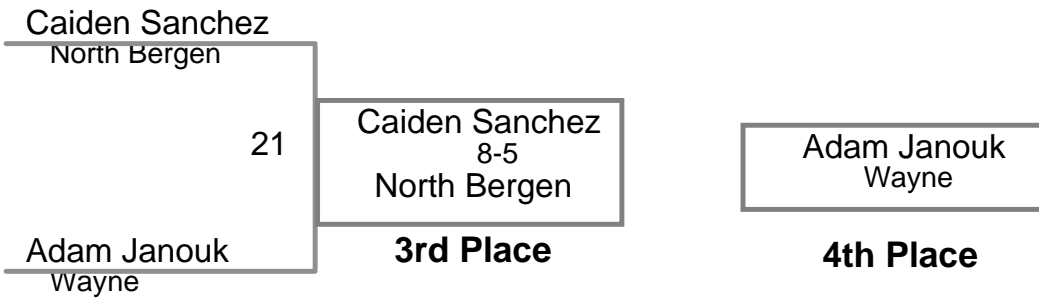 Caiden Sanchez
North Bergen
21
Caiden Sanchez
8-5
North Bergen
3rd Place
Adam Janouk
Wayne
Adam Janouk
Wayne
4th Place